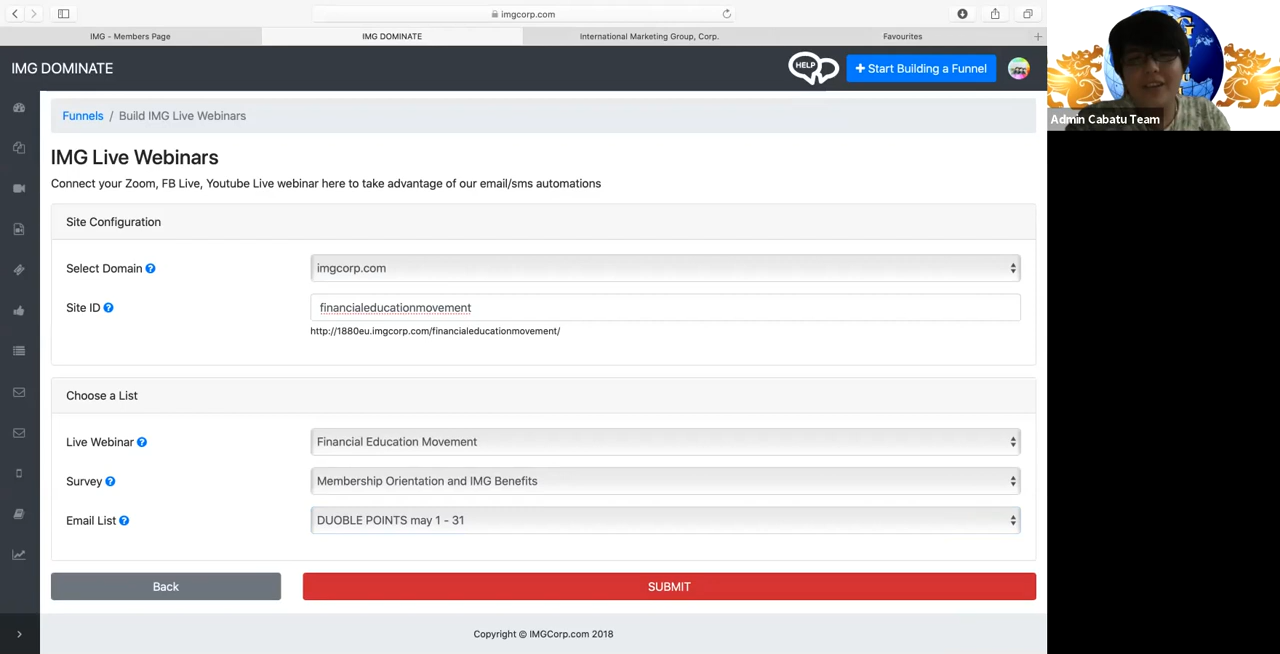 imgcorp.com
IMG - Members Page
IMG DOMINATE
International Marketing Group, Corp.
Favourites
IMG DOMINATE
HELP
Start Building a Funnel
IMG
Admin Cabatu Team
Funnels / Build IMG Live Webinars
IMG Live Webinars
Connect your Zoom, FB Live, Youtube Live webinar here to take advantage of our email/sms automations
Site Configuration
Select Domain
imgcorp.com
Site ID
financialeducationmovement
http://1880eu.imgcorp.com/financialeducationmovement/
Choose a List
Live Webinar
Financial Education Movement
Survey
Membership Orientation and IMG Benefits
Email List
DUOBLE POINTS may 1 - 31
Back
SUBMIT
Copyright © IMGCorp.com 2018